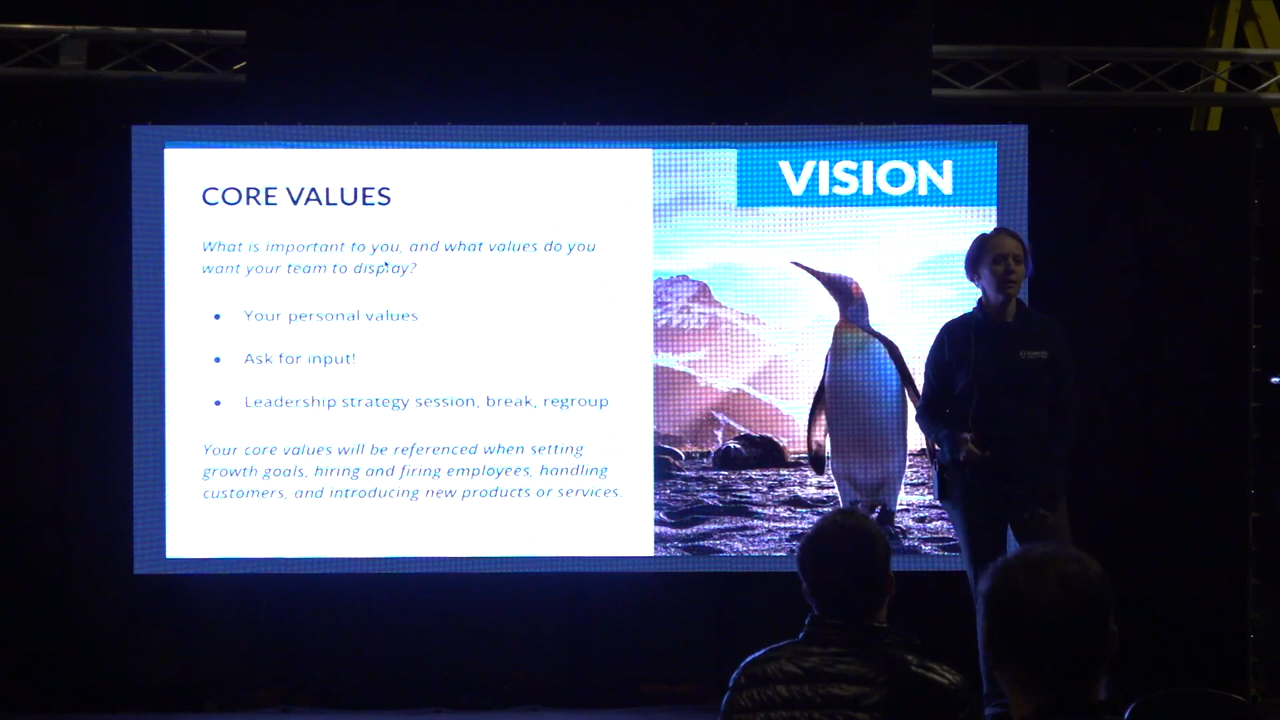 VISION
CORE VALUES
What is important to you, and what values do you
want your team to display?
• Your personal values
• Ask for input!
• Leadership strategy session, break, regroup
Your core values will be referenced when setting
growth goals, hiring and firing employees, handling
customers, and introducing new products or services.